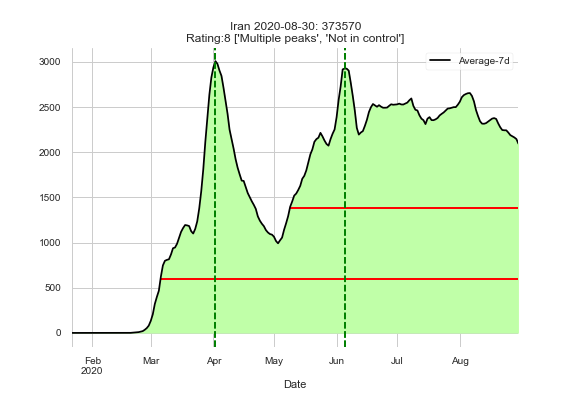 Iran 2020-08-30: 373570
Rating:8 ['Multiple peaks', 'Not in control']
Average-7d
3000
2500
2000
1500
1000
500
0
Feb
2020
Mar
Apr
May
Jun
Jul
Aug
Date